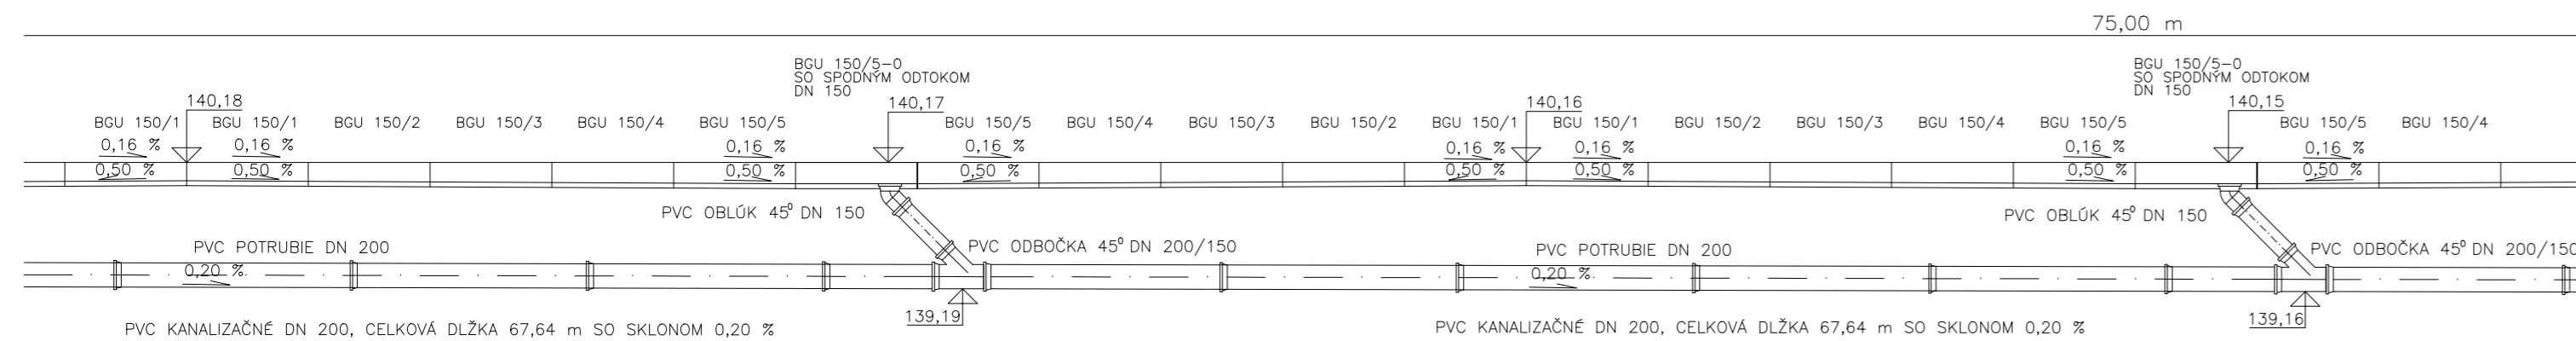 75,00 m
BGU 150/5-0
SO SPODNÝM ODTOKOM
DN 150
BGU 150/5-0
SO SPODNÝM ODTOKOM
DN 150
140,18
140,17
140,16
140,15
BGU 150/1 BGU 150/1 BGU 150/2 BGU 150/3 BGU 150/4 BGU 150/5 BGU 150/5 BGU 150/4 BGU 150/3 BGU 150/2 BGU 150/1 BGU 150/1 BGU 150/2 BGU 150/3 BGU 150/4 BGU 150/5 BGU 150/5 BGU 150/4
0,16 % 0,16 % 0,16 % 0,16 % 0,16 % 0,16 % 0,16 % 0,16 %
0,50 % 0,50 % 0,50 % 0,50 % 0,50 % 0,50 % 0,50 % 0,50 %
PVC OBLÚK 45° DN 150
PVC OBLÚK 45° DN 150
PVC POTRUBIE DN 200
PVC ODBOČKA 45° DN 200/150
PVC POTRUBIE DN 200
PVC ODBOČKA 45° DN 200/150
0,20 %
0,20 %
139,19
139,16
PVC KANALIZAČNÉ DN 200, CELKOVÁ DLŽKA 67,64 m SO SKLONOM 0,20 %
PVC KANALIZAČNÉ DN 200, CELKOVÁ DLŽKA 67,64 m SO SKLONOM 0,20 %